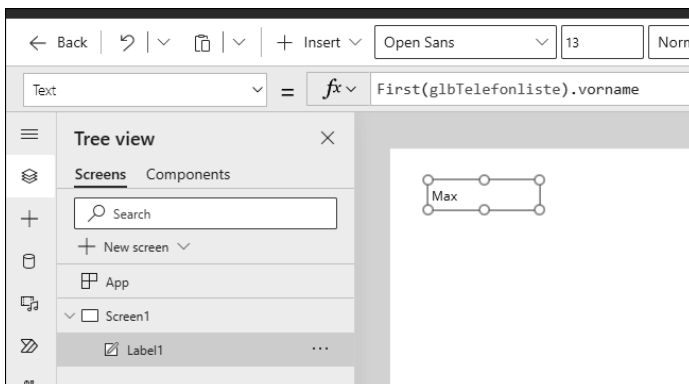 Back Insert Open Sans 13 Norm
Text = fx First(glbTelefonliste).vorname
Tree view
Screens Components
Search
New screen
App
Screen1
Label1 ...
Max